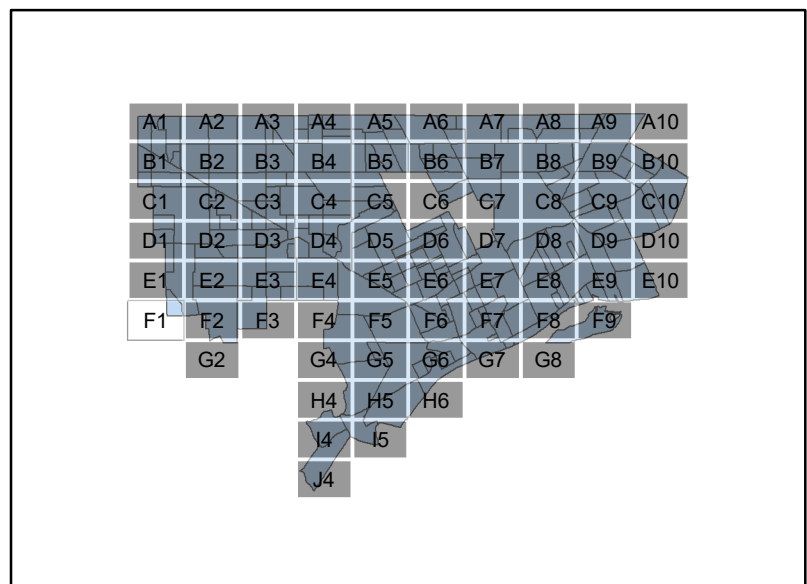 A1 A2 A3 A4 A5 A6 A7 A8 A9 A10
B1 B2 B3 B4 B5 B6 B7 B8 B9 B10
C1 C2 C3 C4 C5 C6 C7 C8 C9 C10
D1 D2 D3 D4 D5 D6 D7 D8 D9 D10
E1 E2 E3 E4 E5 E6 E7 E8 E9 E10
F1 F2 F3 F4 F5 F6 F7 F8 F9
G2 G4 G5 G6 G7 G8
H4 H5 H6
I4 I5
J4